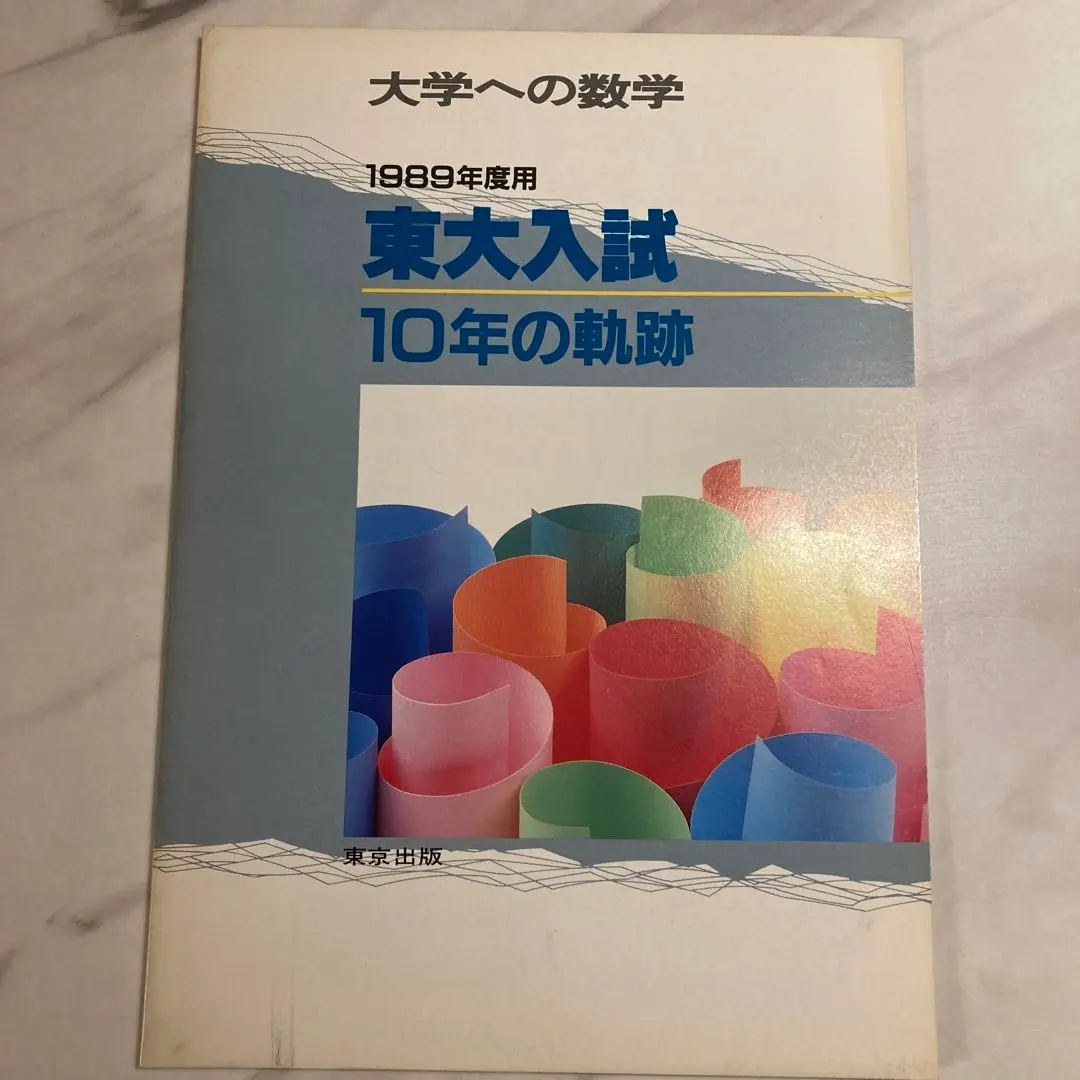 大学への数学
1989年度用
東大入試
10年の軌跡
東京出版